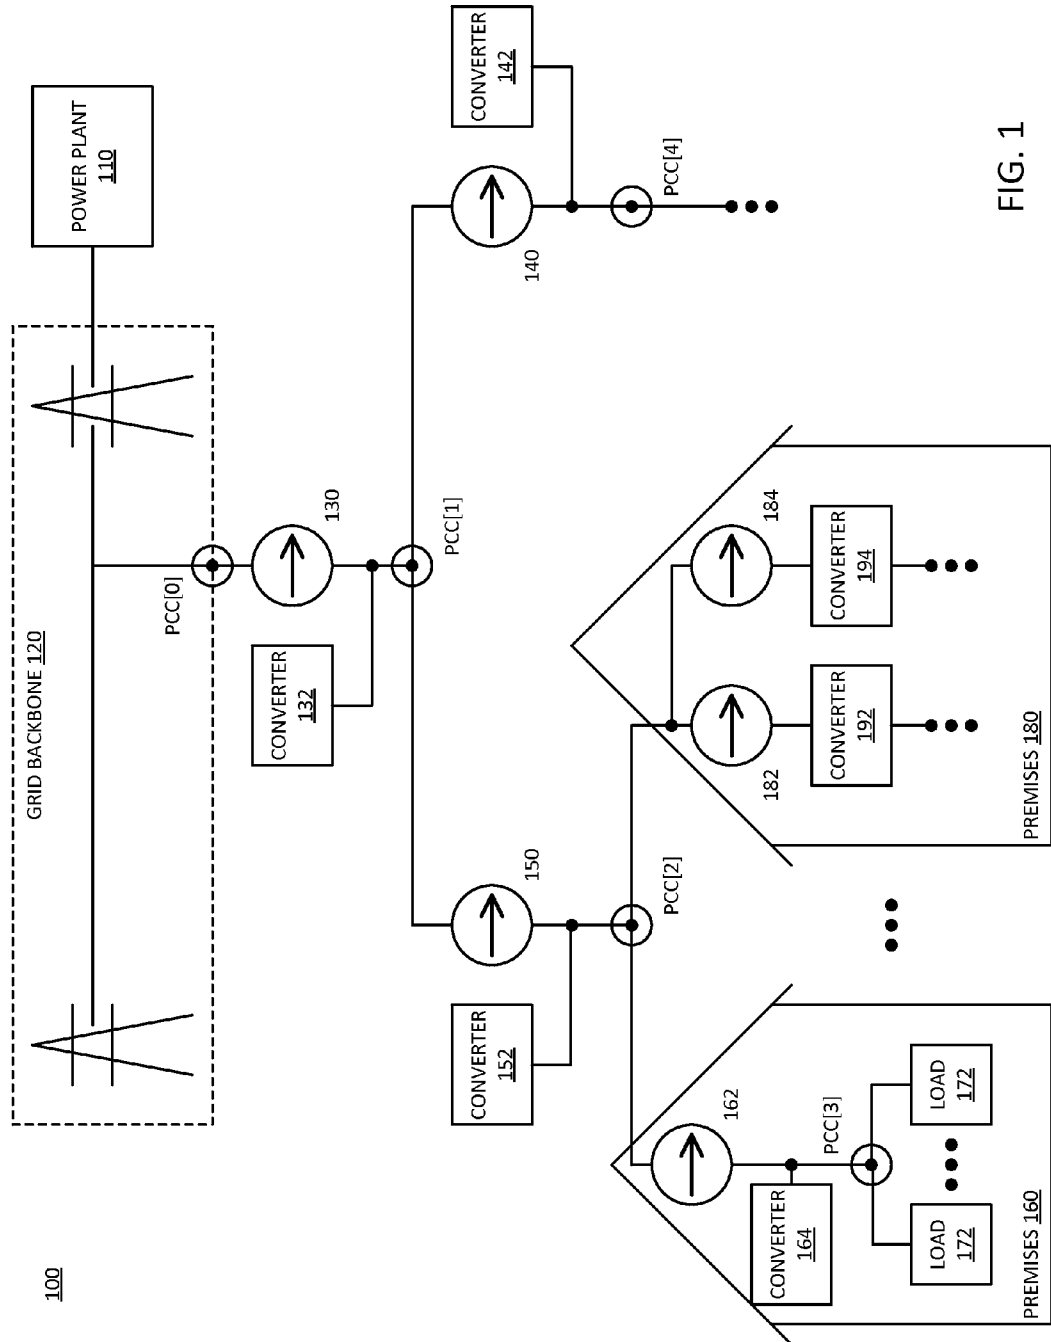 100
GRID BACKBONE 120
POWER PLANT
110
PCC[0]
130
CONVERTER
132
PCC[1]
150
CONVERTER
152
PCC[2]
140
CONVERTER
142
PCC[4]
162
CONVERTER
164
PCC[3]
LOAD
172
LOAD
172
PREMISES 160
182
184
CONVERTER
192
CONVERTER
194
PREMISES 180
FIG. 1